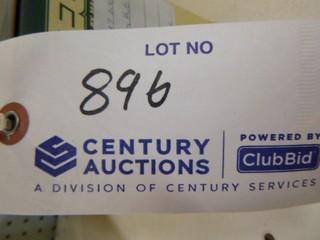 LOT NO
896
CENTURY
AUCTIONS
POWERED BY
ClubBid
A DIVISION OF CENTURY SERVICES